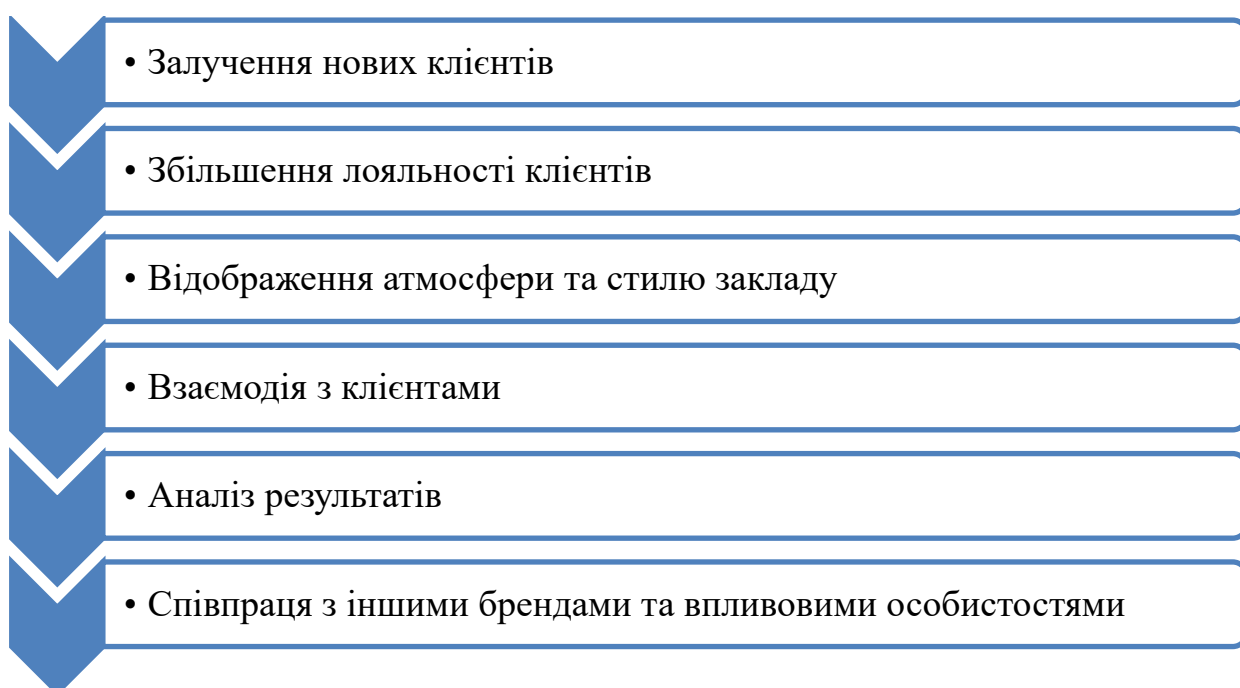 • Залучення нових клієнтів
• Збільшення лояльності клієнтів
• Відображення атмосфери та стилю закладу
• Взаємодія з клієнтами
• Аналіз результатів
• Співпраця з іншими брендами та впливовими особистостями